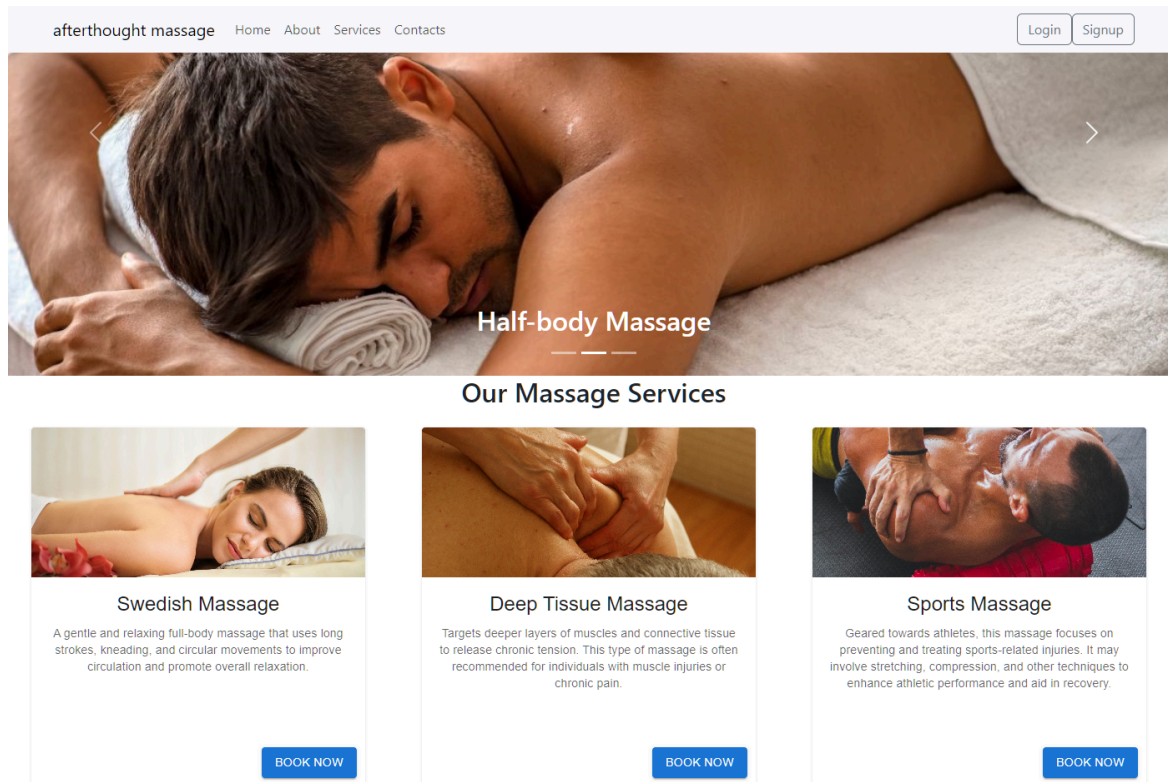 afterthought massage Home About Services Contacts Login Signup
Half-body Massage
Our Massage Services
Swedish Massage
A gentle and relaxing full-body massage that uses long
strokes, kneading, and circular movements to improve
circulation and promote overall relaxation.
BOOK NOW
Deep Tissue Massage
Targets deeper layers of muscles and connective tissue
to release chronic tension. This type of massage is often
recommended for individuals with muscle injuries or
chronic pain.
BOOK NOW
Sports Massage
Geared towards athletes, this massage focuses on
preventing and treating sports-related injuries. It may
involve stretching, compression, and other techniques to
enhance athletic performance and aid in recovery.
BOOK NOW